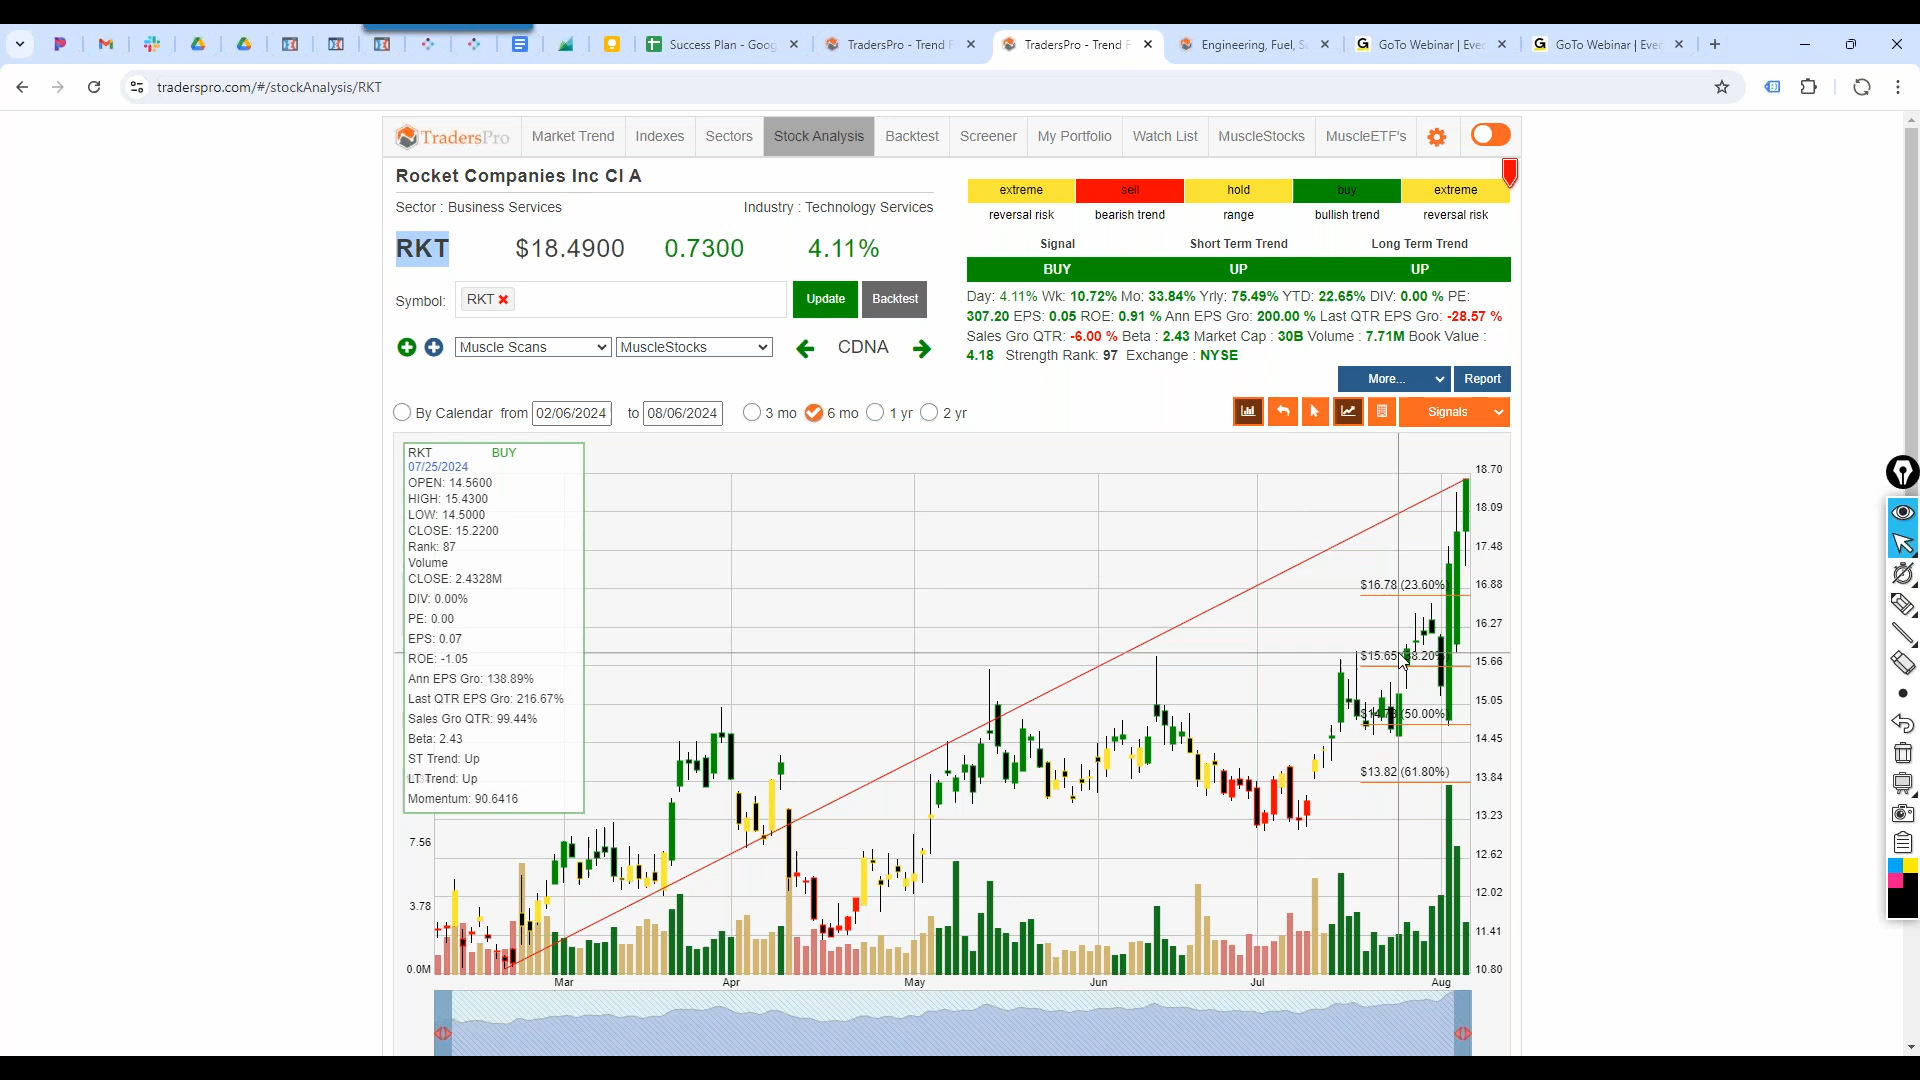 Success Plan - Goog
TradersPro - Trend F
TradersPro - Trend F
Engineering, Fuel, S
GoTo Webinar | Ever
GoTo Webinar | Ever
traderspro.com/#/stockAnalysis/RKT
TradersPro
Market Trend
Indexes
Sectors
Stock Analysis
Backtest
Screener
My Portfolio
Watch List
MuscleStocks
MuscleETF's
Rocket Companies Inc Cl A
Sector : Business Services
Industry : Technology Services
RKT
$18.4900
0.7300
4.11%
Symbol:
RKT
Update
Backtest
Muscle Scans
MuscleStocks
CDNA
extreme
sell
hold
buy
extreme
reversal risk
bearish trend
range
bullish trend
reversal risk
Signal
Short Term Trend
Long Term Trend
BUY
UP
UP
Day: 4.11% Wk: 10.72% Mo: 33.84% Yrly: 75.49% YTD: 22.65% DIV: 0.00 % PE:
307.20 EPS: 0.05 ROE: 0.91 % Ann EPS Gro: 200.00 % Last QTR EPS Gro: -28.57 %
Sales Gro QTR: -6.00 % Beta : 2.43 Market Cap : 30B Volume : 7.71M Book Value :
4.18 Strength Rank: 97 Exchange : NYSE
More...
Report
By Calendar from 02/06/2024 to 08/06/2024
3 mo
6 mo
1 yr
2 yr
Signals
RKT BUY
07/25/2024
OPEN: 14.5600
HIGH: 15.4300
LOW: 14.5000
CLOSE: 15.2200
Rank: 87
Volume
CLOSE: 2.4328M
DIV: 0.00%
PE: 0.00
EPS: 0.07
ROE: -1.05
Ann EPS Gro: 138.89%
Last QTR EPS Gro: 216.67%
Sales Gro QTR: 99.44%
Beta: 2.43
ST Trend: Up
LT Trend: Up
Momentum: 90.6416
7.56
3.78
0.0M
$16.78 (23.60%)
$15.65 8.20%
(50.00%)
$13.82 (61.80%)
18.70
18.09
17.48
16.88
16.27
15.66
15.05
14.45
13.84
13.23
12.62
12.02
11.41
10.80
Mar
Apr
May
Jun
Jul
Aug